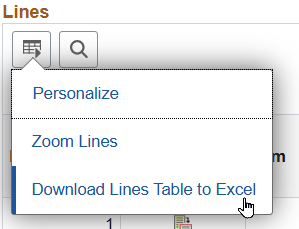 Lines
Personalize
Zoom Lines
Download Lines Table to Excel
1